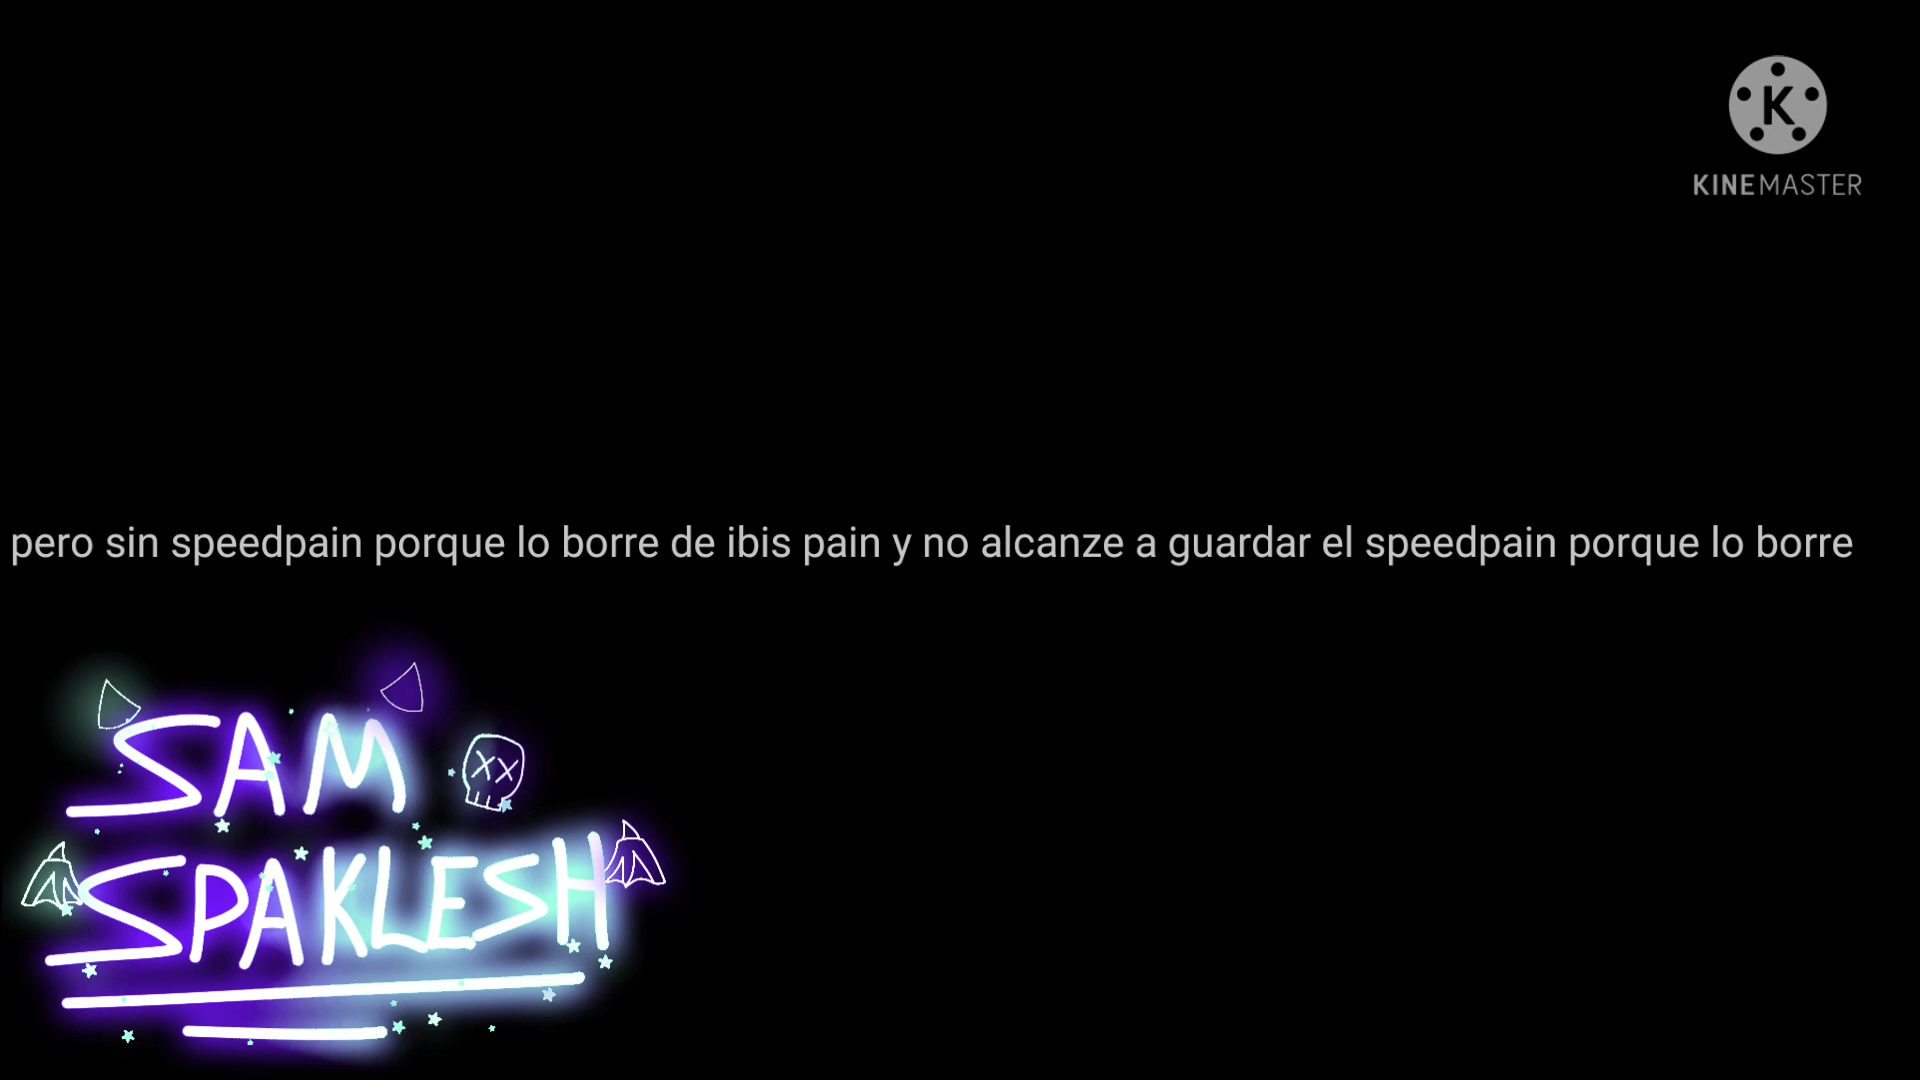 K
KINEMASTER
pero sin speedpain porque lo borre de ibis pain y no alcanze a guardar el speedpain porque lo borre
SAM
SPAKLESH